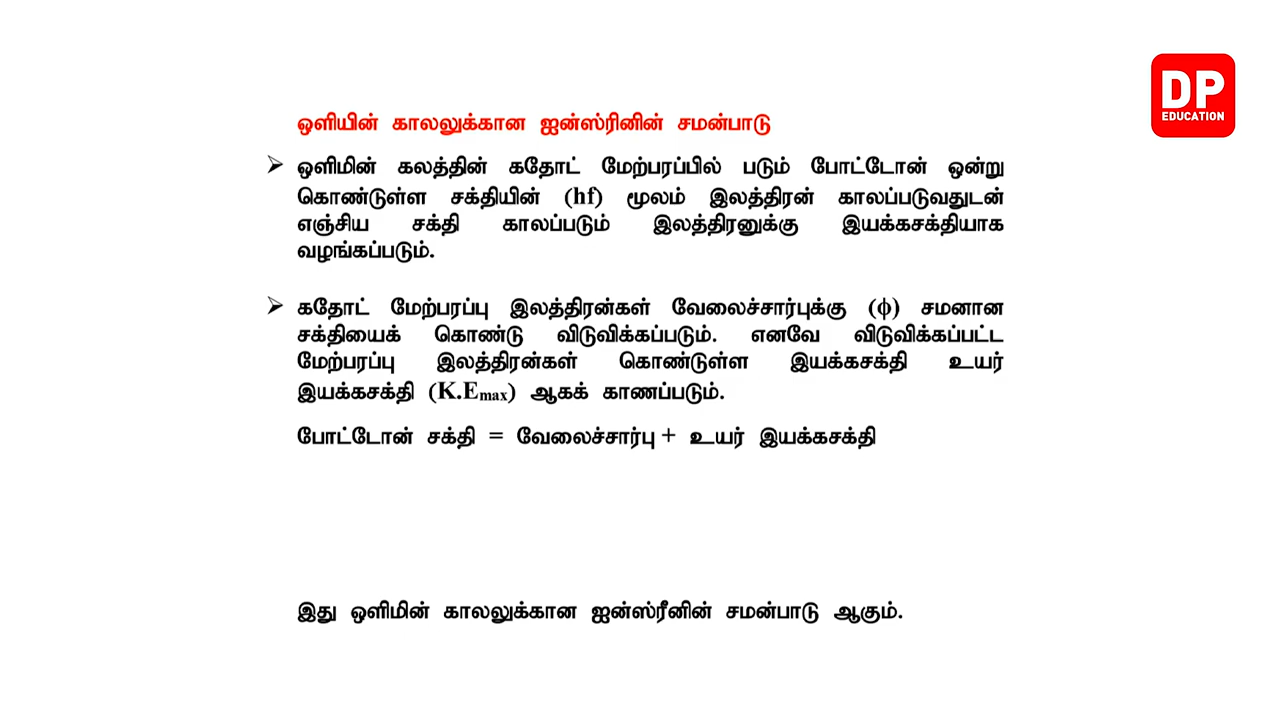 DP
EDUCATION
ஒளியின் காலலுக்கான ஐன்ஸ்ரினின் சமன்பாடு
➢ ஒளிமின் கலத்தின் கதோட் மேற்பரப்பில் படும் போட்டோன் ஒன்று
கொண்டுள்ள சக்தியின் (hf) மூலம் இலத்திரன் காலப்படுவதுடன்
எஞ்சிய சக்தி காலப்படும் இலத்திரனுக்கு இயக்கசக்தியாக
வழங்கப்படும்.
➢ கதோட் மேற்பரப்பு இலத்திரன்கள் வேலைச்சார்புக்கு (ϕ) சமனான
சக்தியைக் கொண்டு விடுவிக்கப்படும். எனவே விடுவிக்கப்பட்ட
மேற்பரப்பு இலத்திரன்கள் கொண்டுள்ள இயக்கசக்தி உயர்
இயக்கசக்தி (K.Emax) ஆகக் காணப்படும்.
போட்டோன் சக்தி = வேலைச்சார்பு + உயர் இயக்கசக்தி
இது ஒளிமின் காலலுக்கான ஐன்ஸ்ரீனின் சமன்பாடு ஆகும்.